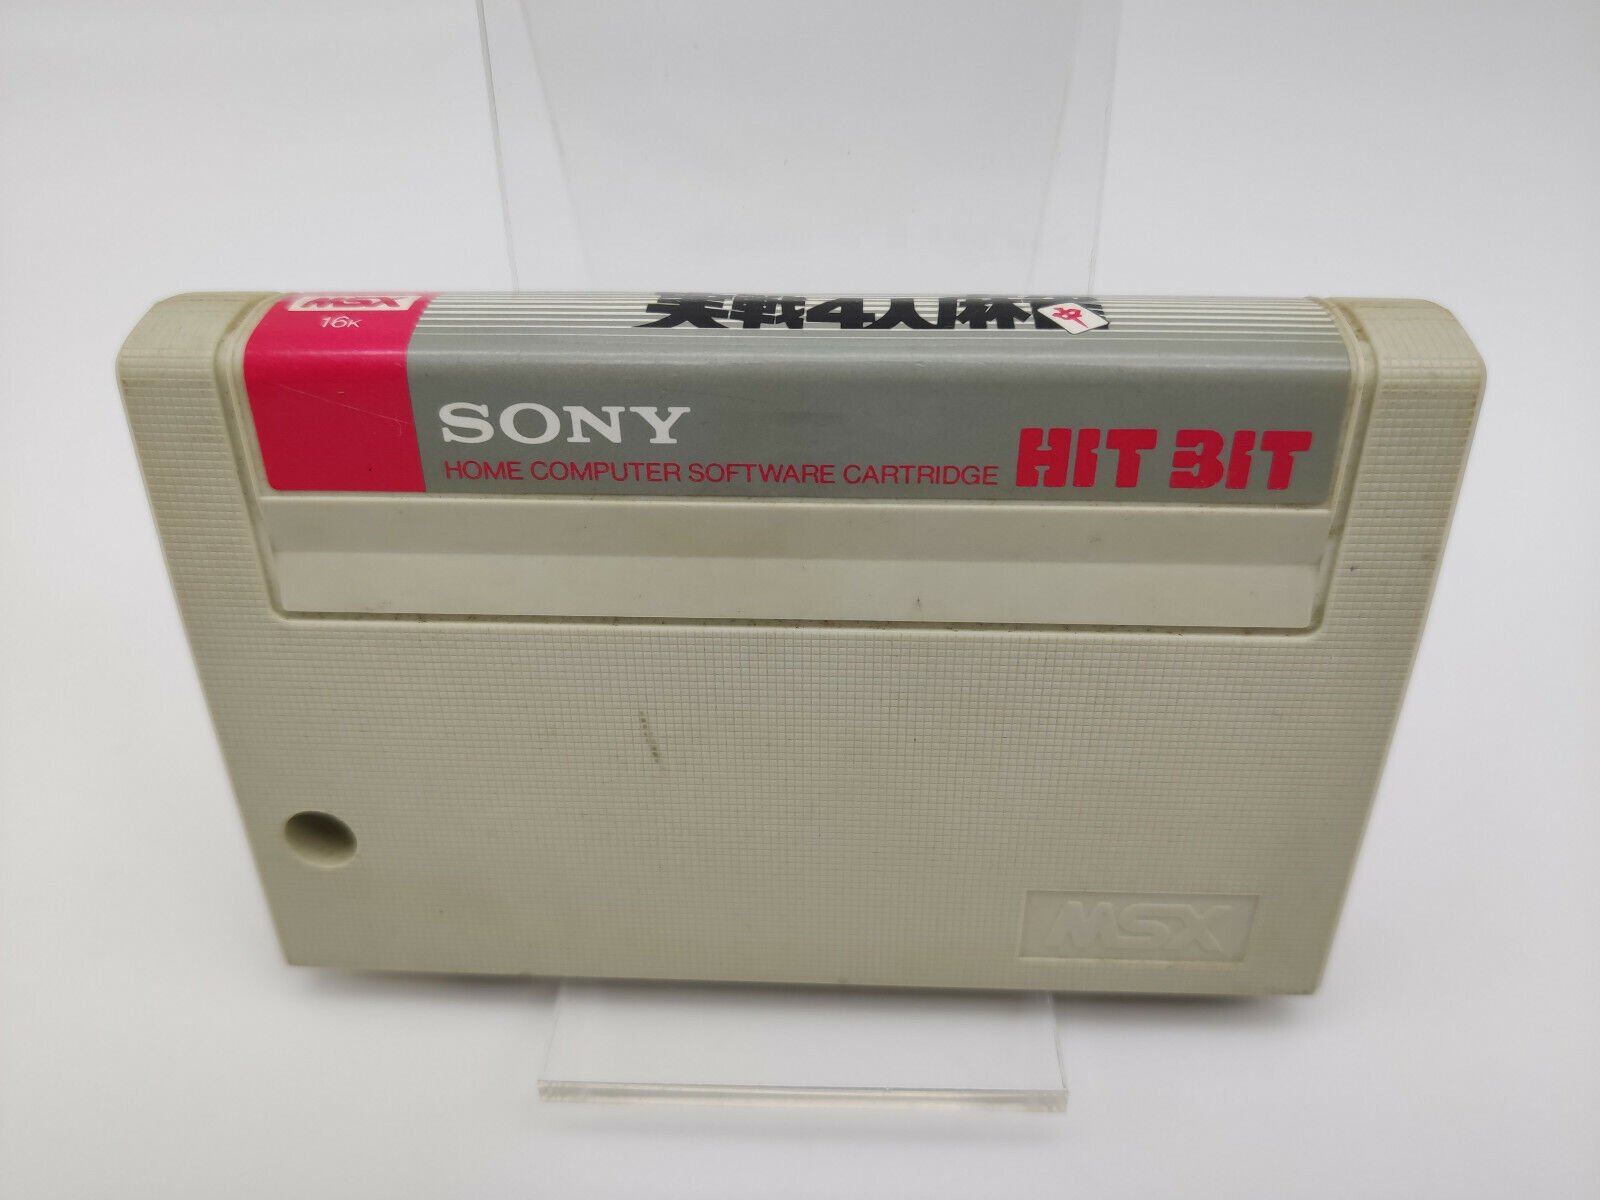 MSX
16K
実戦4人麻雀
SONY
HOME COMPUTER SOFTWARE CARTRIDGE
HIT BIT
MSX